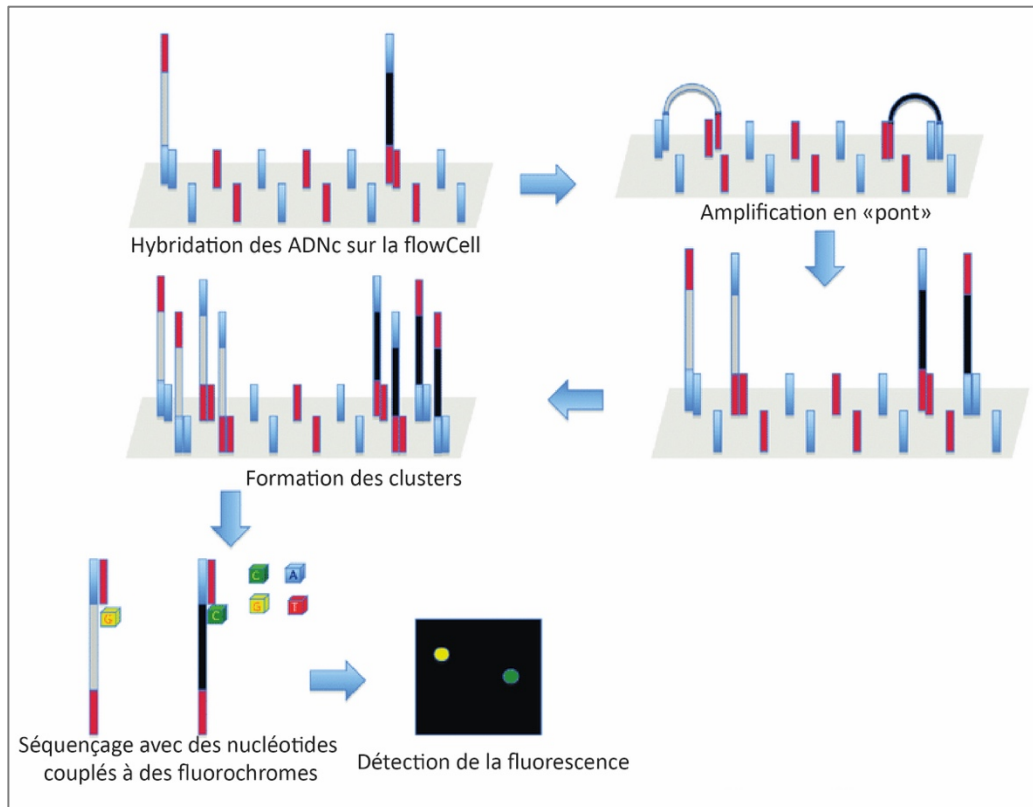 Hybridation des ADNc sur la flowCell
Amplification en «pont»
Formation des clusters
C
A
G
T
G
C
Séquençage avec des nucléotides
couplés à des fluorochromes
Détection de la fluorescence